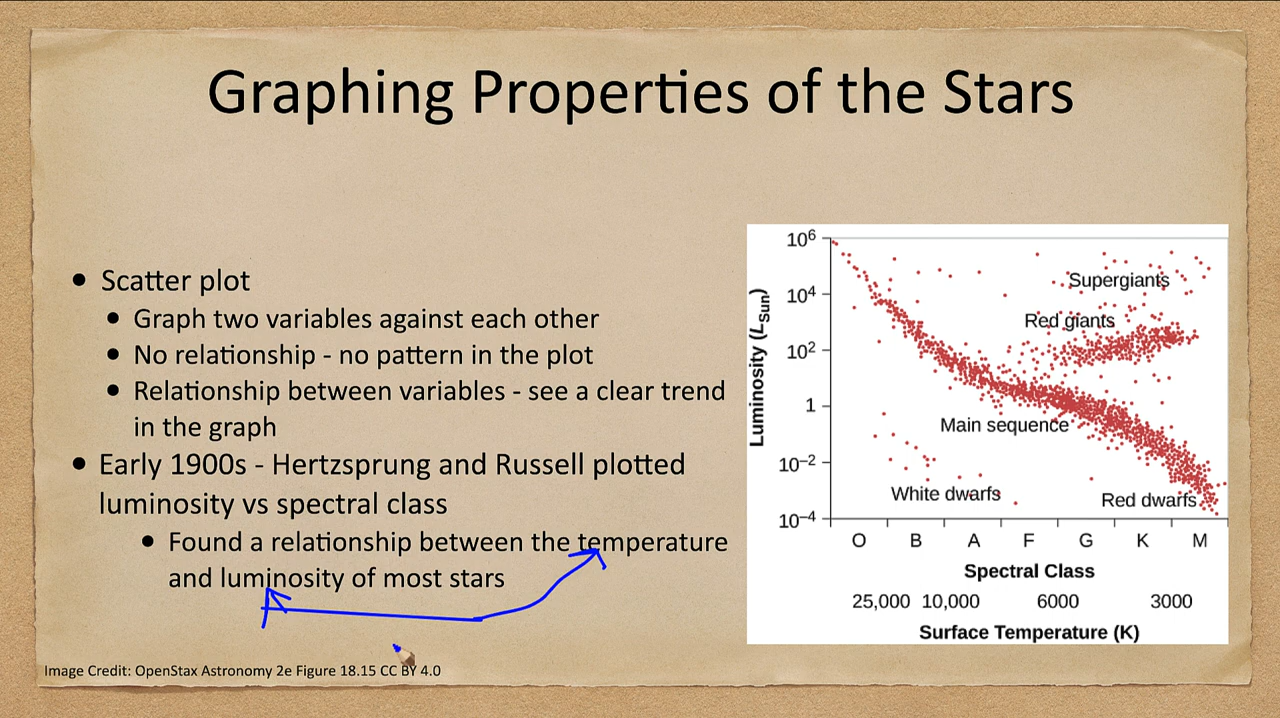 Graphing Properties of the Stars
• Scatter plot
• Graph two variables against each other
• No relationship - no pattern in the plot
• Relationship between variables - see a clear trend
in the graph
• Early 1900s - Hertzsprung and Russell plotted
luminosity vs spectral class
• Found a relationship between the temperature
and luminosity of most stars
Image Credit: OpenStax Astronomy 2e Figure 18.15 CC BY 4.0
Luminosity (L_Sun)
10⁶
10⁴
10²
1
10⁻²
10⁻⁴
Supergiants
Red giants
Main sequence
White dwarfs
Red dwarfs
O B A F G K M
Spectral Class
25,000 10,000 6000 3000
Surface Temperature (K)